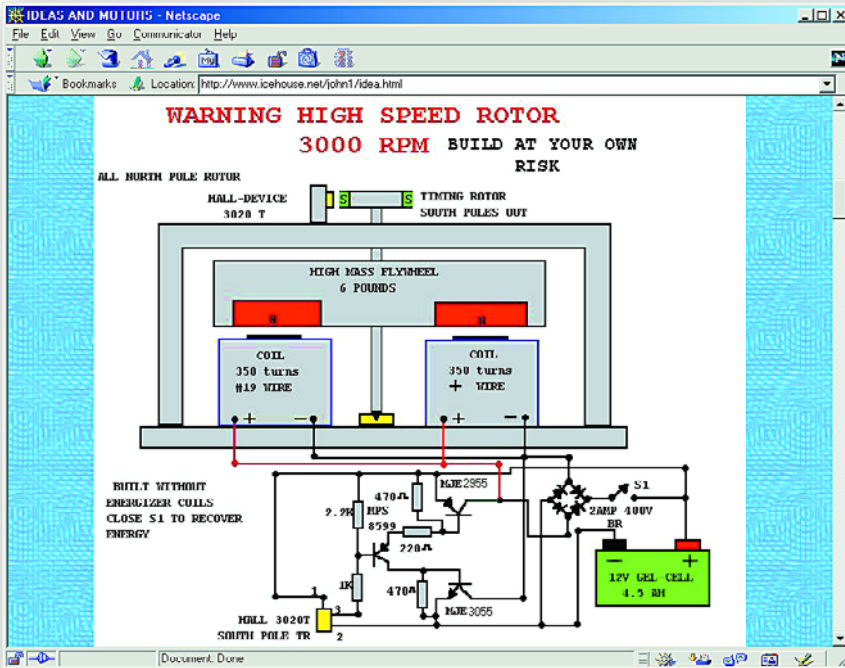 IDEAS AND MOTORS - Netscape
File Edit View Go Communicator Help
Bookmarks Location: http://www.icehouse.net/john1/idea.html
WARNING HIGH SPEED ROTOR
3000 RPM BUILD AT YOUR OWN
RISK
ALL NORTH POLE ROTOR
HALL-DEVICE
3020 T
S S
TIMING ROTOR
SOUTH POLES OUT
HIGH MASS FLYWHEEL
6 POUNDS
N N
COIL
350 turns
#19 WIRE
+ -
COIL
350 turns
+ WIRE
+ -
BUILT WITHOUT
ENERGIZER COILS
CLOSE S1 TO RECOVER
ENERGY
470Ω
MJE2955
2.2K
MPS
8599
220Ω
1K
470Ω
MJE3055
1
3
2
HALL 3020T
SOUTH POLE TR
S1
2AMP 400V
BR
- +
12V GEL-CELL
4.5 AH
Document: Done